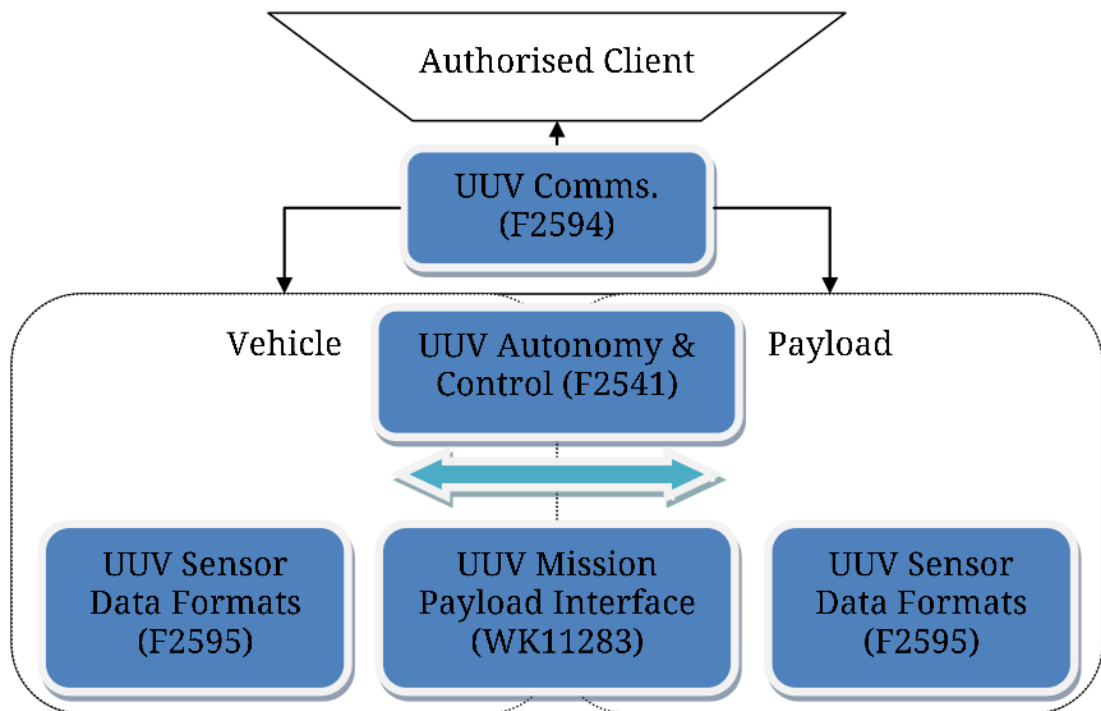 Authorised Client
UUV Comms.
(F2594)
Vehicle
UUV Autonomy &
Control (F2541)
Payload
UUV Sensor
Data Formats
(F2595)
UUV Mission
Payload Interface
(WK11283)
UUV Sensor
Data Formats
(F2595)